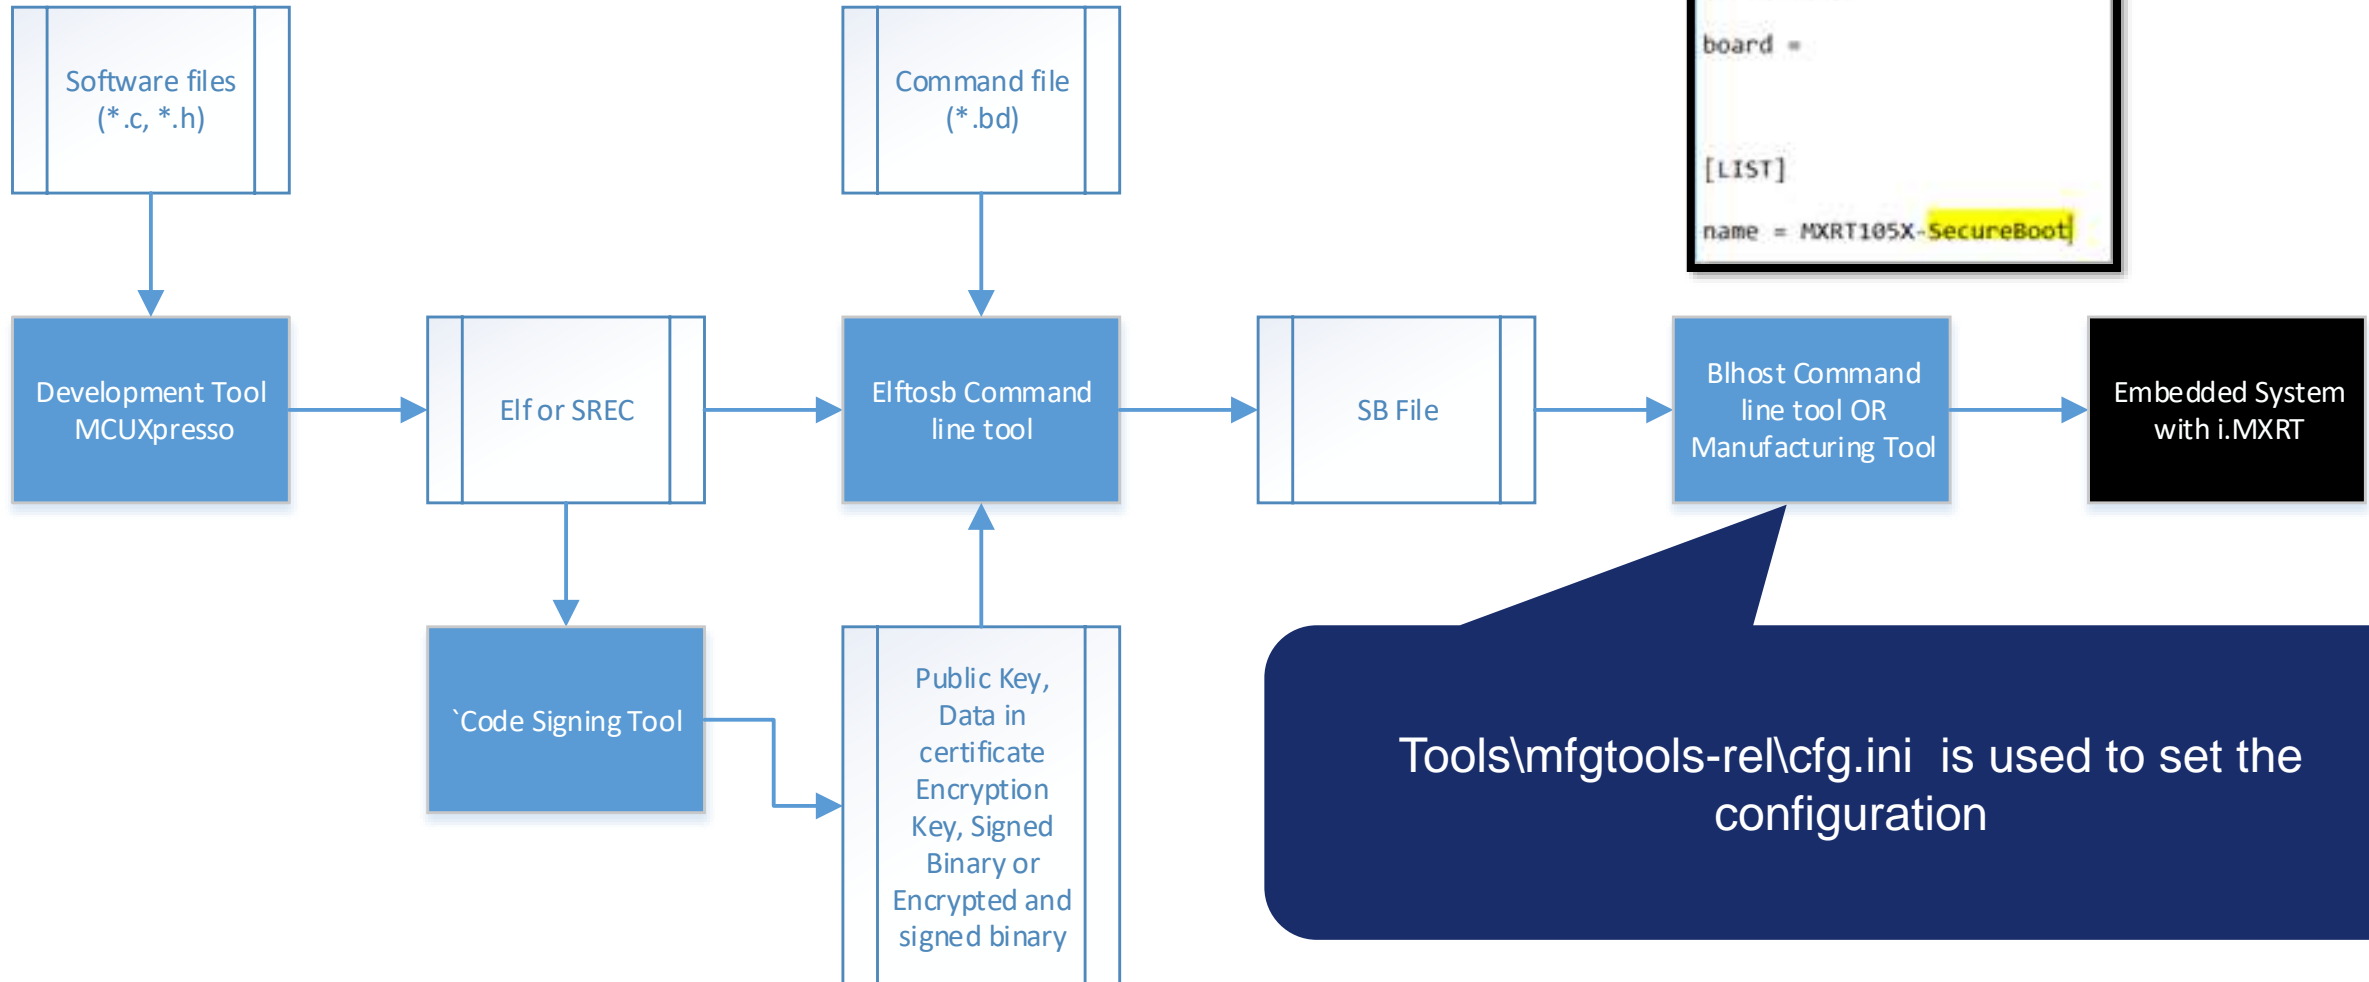 board =
[LIST]
name = MXRT105X-SecureBoot
Software files
(*.c, *.h)
Command file
(*.bd)
Development Tool
MCUXpresso
Elf or SREC
Elftosb Command
line tool
SB File
Blhost Command
line tool OR
Manufacturing Tool
Embedded System
with i.MXRT
`Code Signing Tool
Public Key,
Data in
certificate
Encryption
Key, Signed
Binary or
Encrypted and
signed binary
Tools\mfgtools-rel\cfg.ini is used to set the
configuration